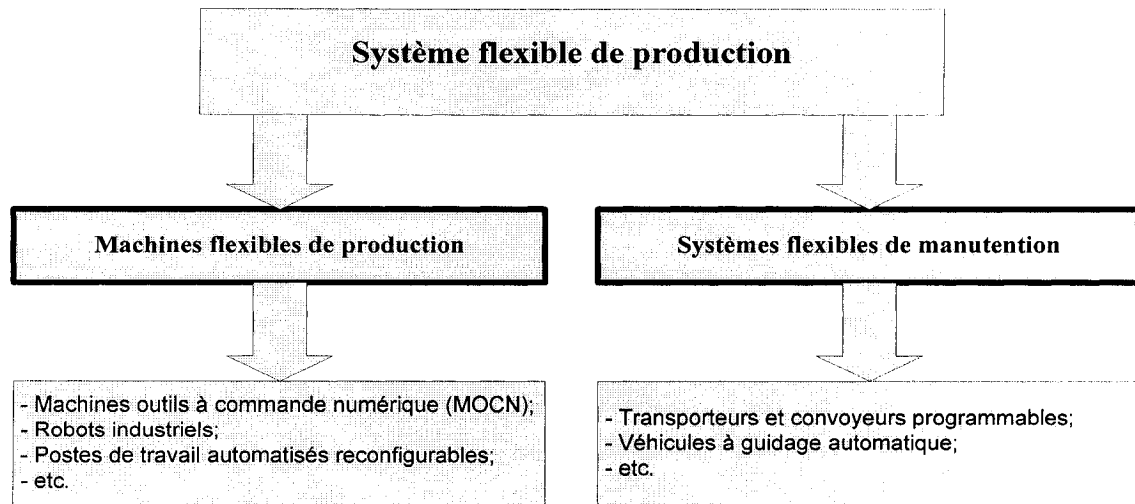 Système flexible de production
Machines flexibles de production
Systèmes flexibles de manutention
- Machines outils à commande numérique (MOCN);
- Robots industriels;
- Postes de travail automatisés reconfigurables;
- etc.
- Transporteurs et convoyeurs programmables;
- Véhicules à guidage automatique;
- etc.